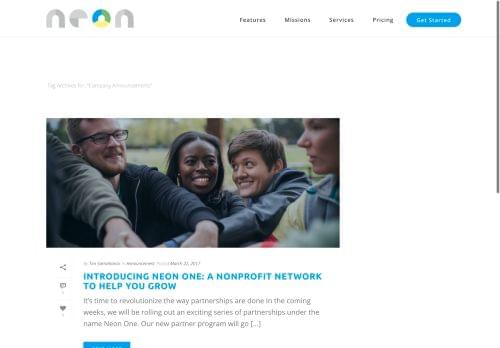 neon
Features
Missions
Services
Pricing
Get Started
Tag Archives for: "Company Announcements"
In Announcement Posted March 22, 2017
INTRODUCING NEON ONE: A NONPROFIT NETWORK
TO HELP YOU GROW
It's time to revolutionize the way partnerships are done in the coming
weeks, we will be rolling out an exciting series of partnerships under the
name Neon One. Our new partner program will go [...]